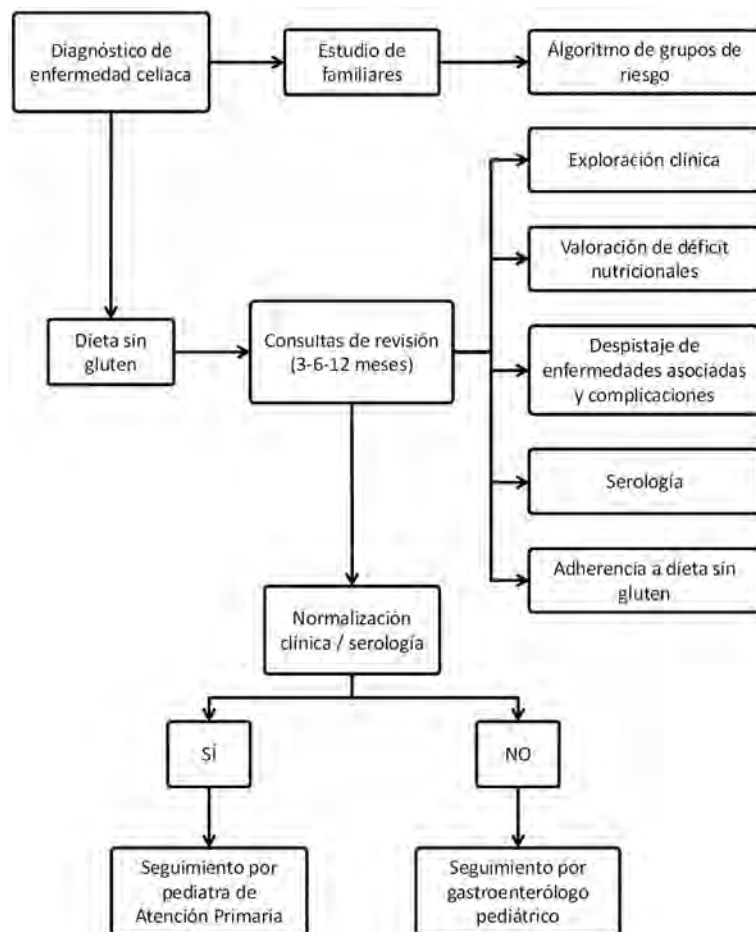 Diagnóstico de
enfermedad celíaca
Estudio de
familiares
Algoritmo de grupos de
riesgo
Exploración clínica
Valoración de déficit
nutricionales
Dieta sin
gluten
Consultas de revisión
(3-6-12 meses)
Despistaje de
enfermedades asociadas
y complicaciones
Serología
Adherencia a dieta sin
gluten
Normalización
clínica / serología
SÍ
NO
Seguimiento por
pediatra de
Atención Primaria
Seguimiento por
gastroenterólogo
pediátrico